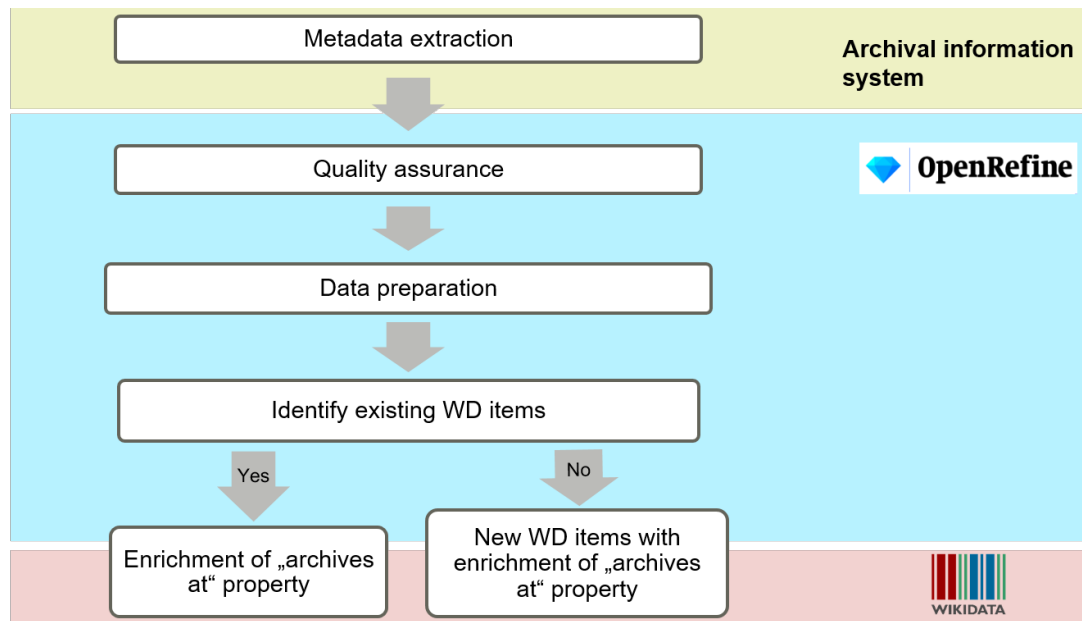 Metadata extraction
Archival information
system
Quality assurance
OpenRefine
Data preparation
Identify existing WD items
Yes
No
Enrichment of „archives
at“ property
New WD items with
enrichment of „archives
at“ property
WIKIDATA